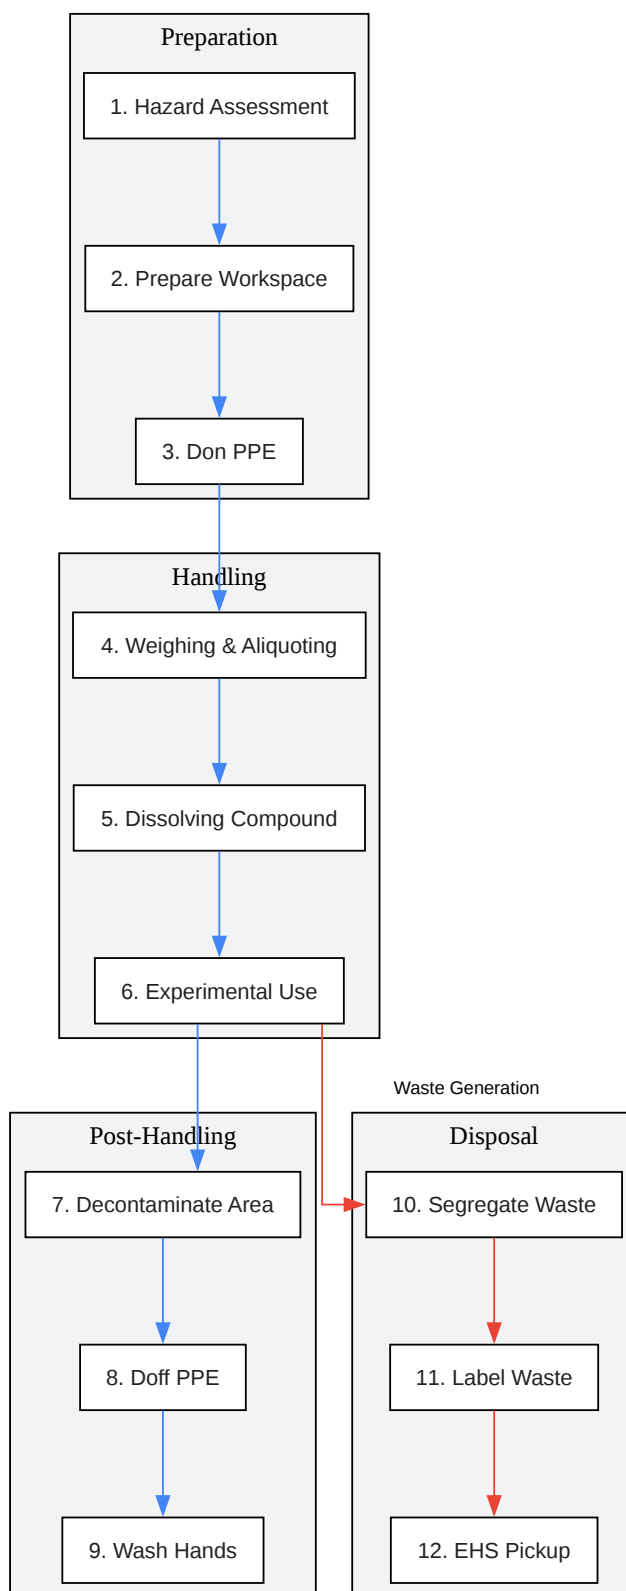 Preparation
1. Hazard Assessment
2. Prepare Workspace
3. Don PPE
Handling
4. Weighing & Aliquoting
5. Dissolving Compound
6. Experimental Use
Waste Generation
Post-Handling
7. Decontaminate Area
8. Doff PPE
9. Wash Hands
Disposal
10. Segregate Waste
11. Label Waste
12. EHS Pickup